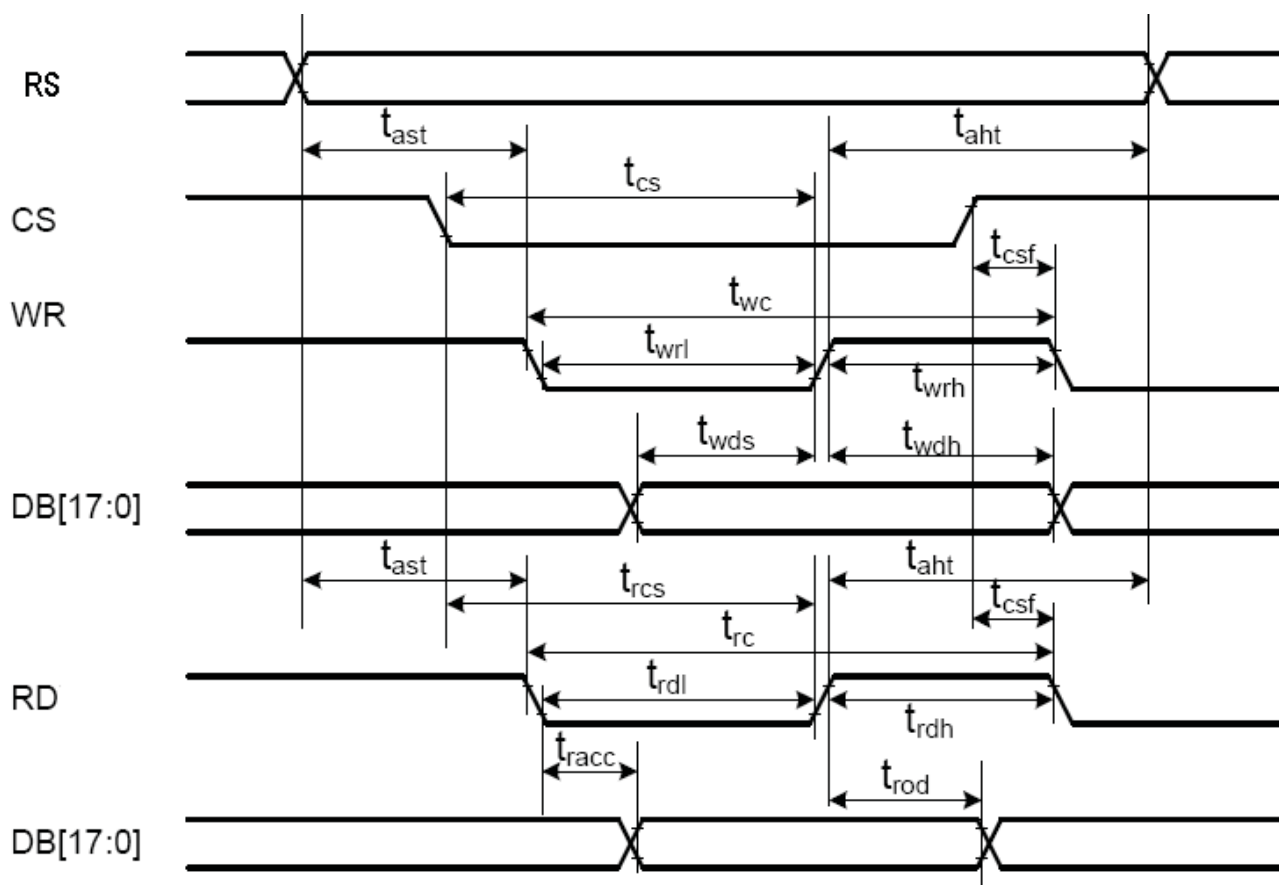 RS
t_ast
t_aht
CS
t_cs
t_csf
WR
t_wc
t_wrl
t_wrh
t_wds
t_wdh
DB[17:0]
t_ast
t_aht
t_rcs
t_csf
t_rc
RD
t_rdl
t_rdh
t_racc
t_rod
DB[17:0]